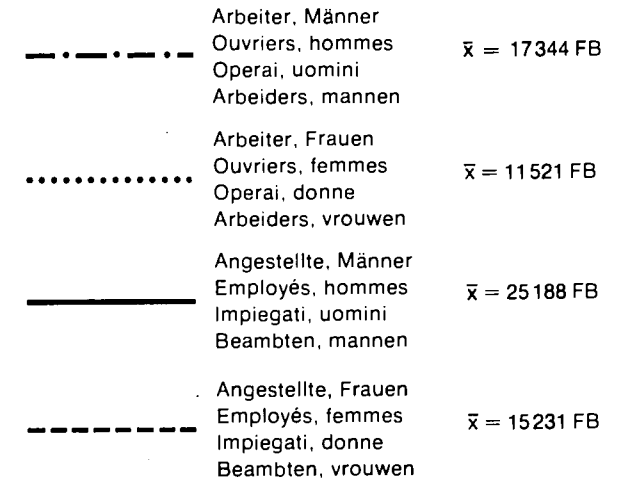 Arbeiter, Männer
Ouvriers, hommes
Operai, uomini
Arbeiders, mannen
x̄ = 17344 FB
Arbeiter, Frauen
Ouvriers, femmes
Operai, donne
Arbeiders, vrouwen
x̄ = 11521 FB
Angestellte, Männer
Employés, hommes
Impiegati, uomini
Beambten, mannen
x̄ = 25188 FB
Angestellte, Frauen
Employés, femmes
Impiegati, donne
Beambten, vrouwen
x̄ = 15231 FB